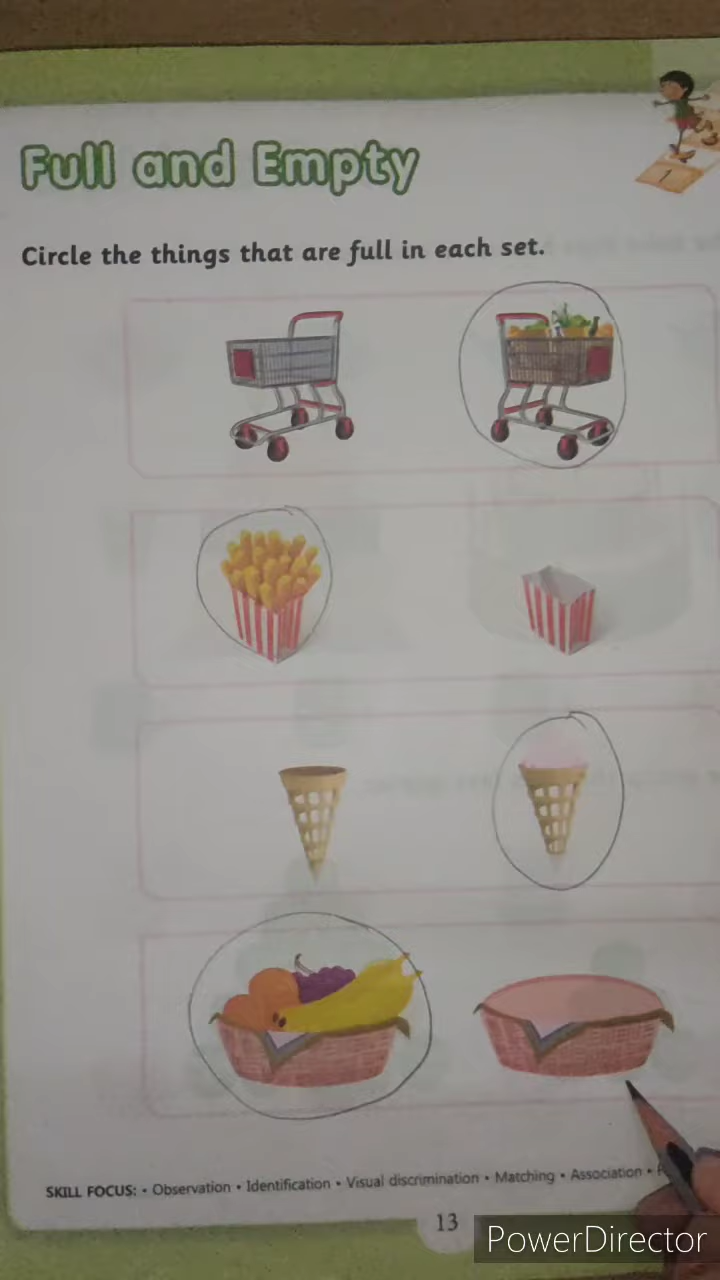 1
Full and Empty
Circle the things that are full in each set.
SKILL FOCUS: • Observation • Identification • Visual discrimination • Matching • Association •
13
PowerDirector